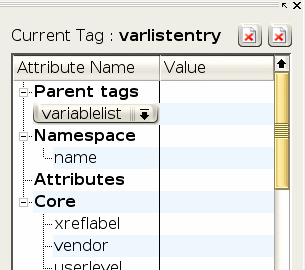 Current Tag : varlistentry
Attribute Name Value
Parent tags
variablelist
Namespace
name
Attributes
Core
xreflabel
vendor
userlevel